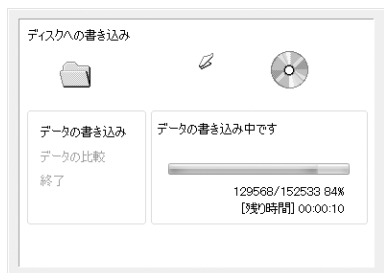 ディスクへの書き込み
データの書き込み
データの比較
終了
データの書き込み中です
129568/152533 84%
[残り時間] 00:00:10